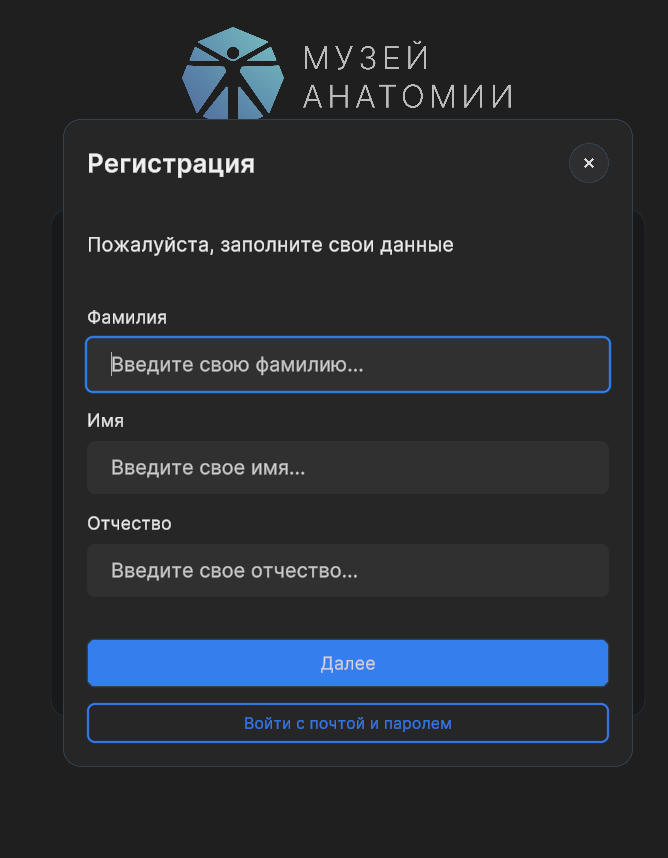 МУЗЕЙ
АНАТОМИИ
Регистрация
Пожалуйста, заполните свои данные
Фамилия
Введите свою фамилию...
Имя
Введите свое имя...
Отчество
Введите свое отчество...
Далее
Войти с почтой и паролем